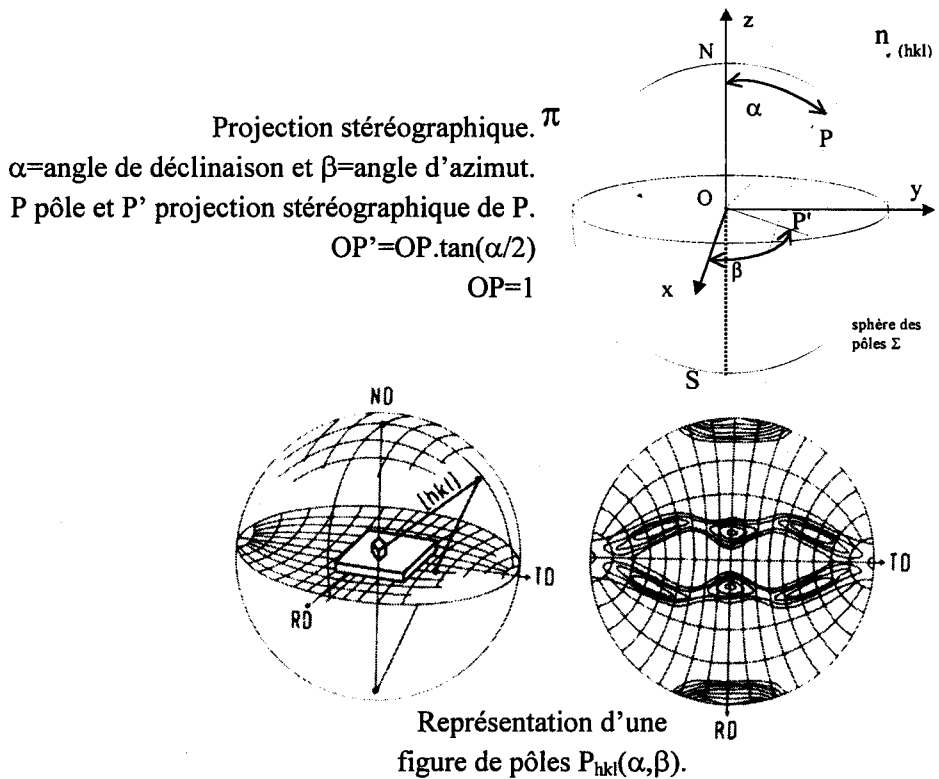 z
N
n (hkl)
α
P
Projection stéréographique. π
α=angle de déclinaison et β=angle d'azimut.
P pôle et P' projection stéréographique de P.
OP'=OP.tan(α/2)
OP=1
O
y
P'
β
x
sphère des
pôles Σ
S
ND
[hkl]
TD
RD
TD
RD
Représentation d'une
figure de pôles Phkl(α,β).